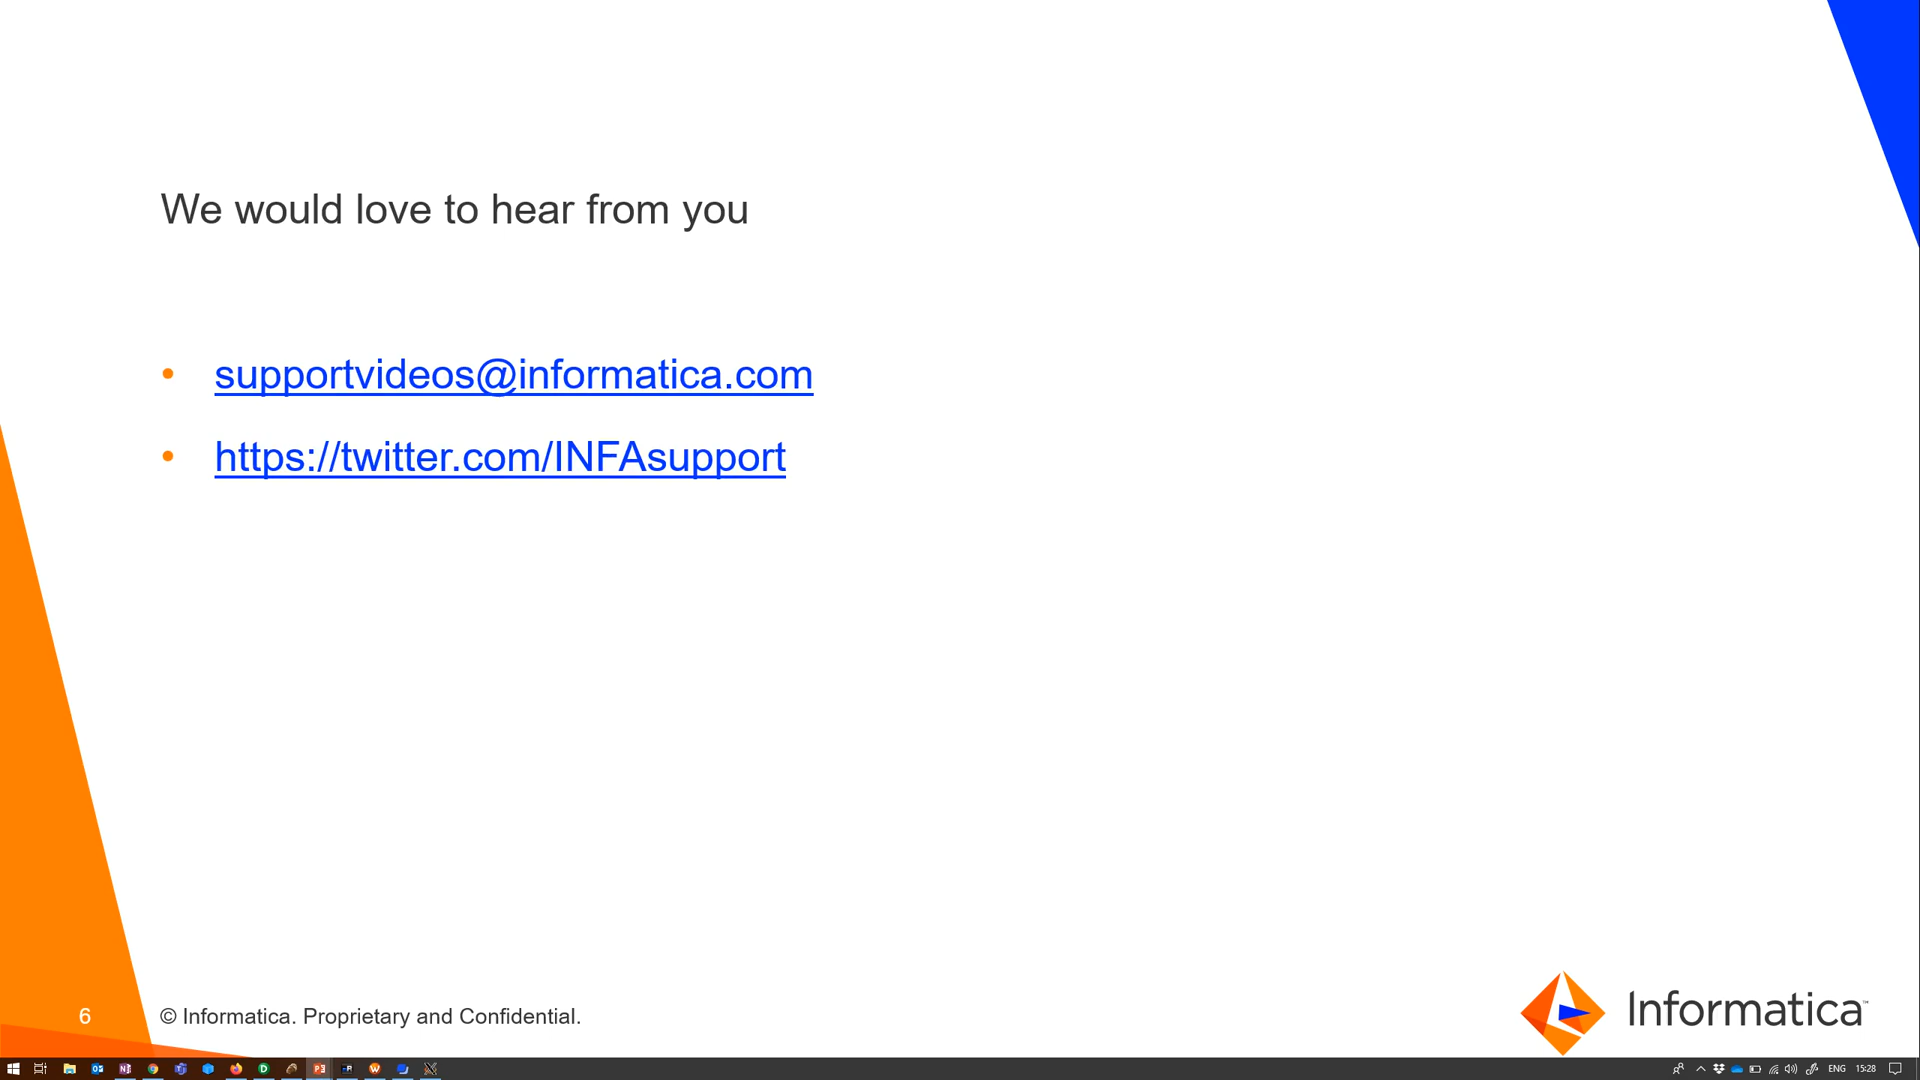 We would love to hear from you
• supportvideos@informatica.com
• https://twitter.com/INFAsupport
6 © Informatica. Proprietary and Confidential.
Informatica™
ENG 15:28